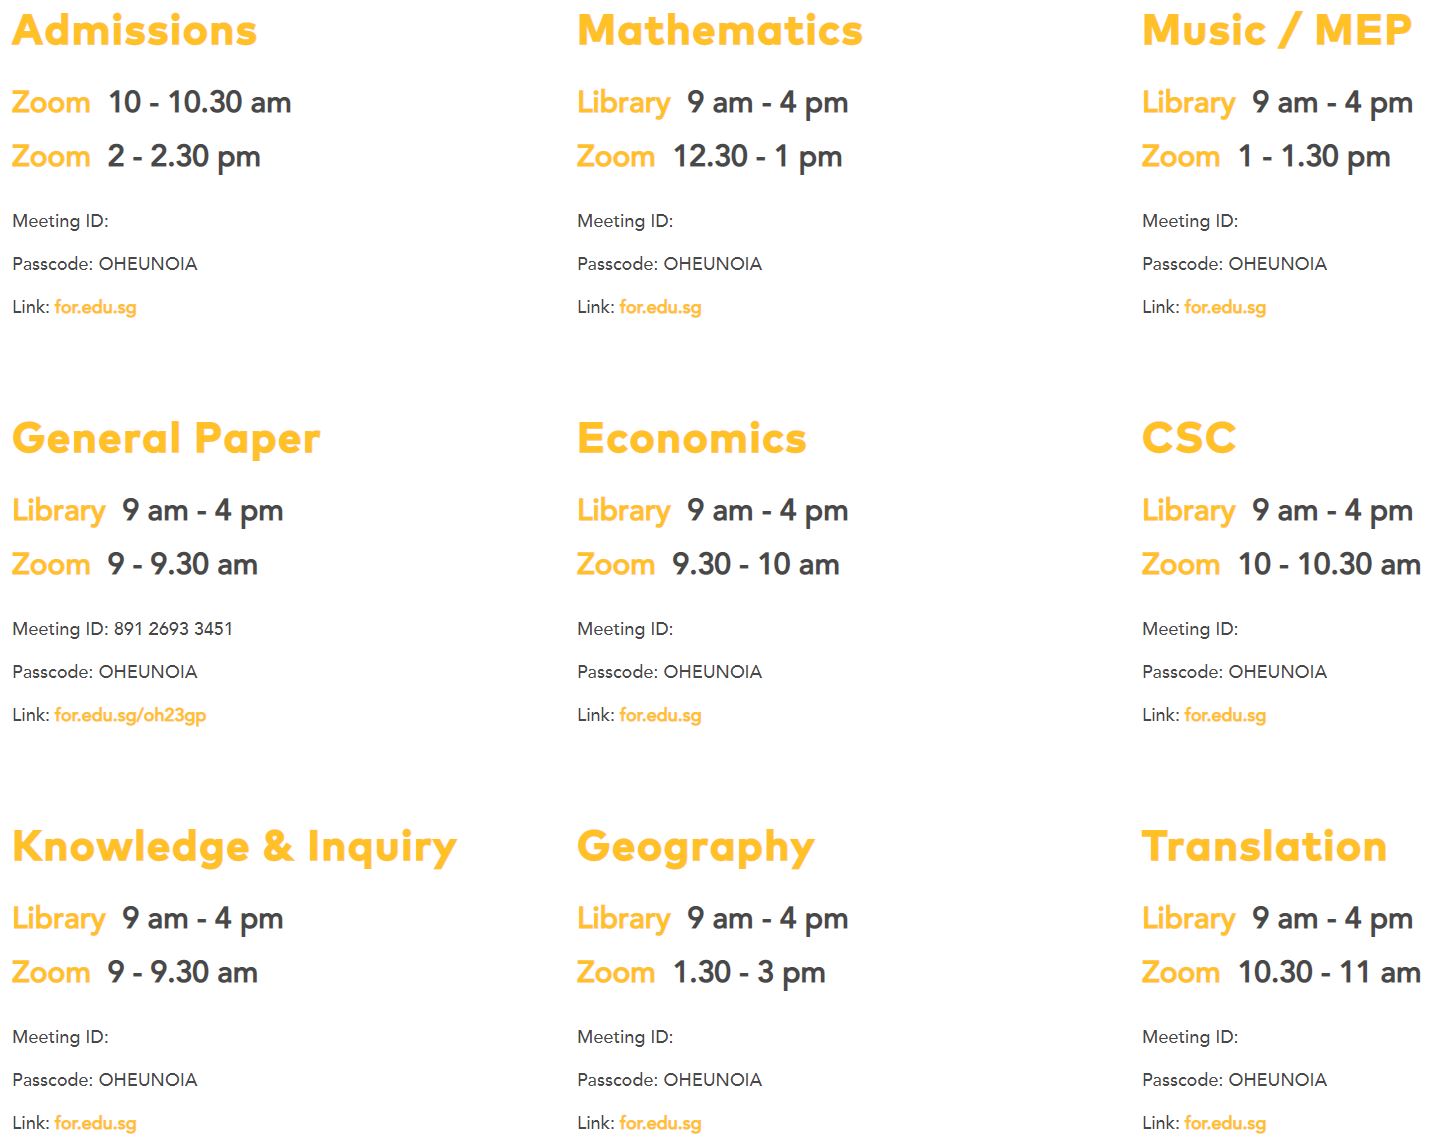 Admissions
Zoom 10 - 10.30 am
Zoom 2 - 2.30 pm
Meeting ID:
Passcode: OHEUNOIA
Link: for.edu.sg
Mathematics
Library 9 am - 4 pm
Zoom 12.30 - 1 pm
Meeting ID:
Passcode: OHEUNOIA
Link: for.edu.sg
Music / MEP
Library 9 am - 4 pm
Zoom 1 - 1.30 pm
Meeting ID:
Passcode: OHEUNOIA
Link: for.edu.sg
General Paper
Library 9 am - 4 pm
Zoom 9 - 9.30 am
Meeting ID: 891 2693 3451
Passcode: OHEUNOIA
Link: for.edu.sg/oh23gp
Economics
Library 9 am - 4 pm
Zoom 9.30 - 10 am
Meeting ID:
Passcode: OHEUNOIA
Link: for.edu.sg
CSC
Library 9 am - 4 pm
Zoom 10 - 10.30 am
Meeting ID:
Passcode: OHEUNOIA
Link: for.edu.sg
Knowledge & Inquiry
Library 9 am - 4 pm
Zoom 9 - 9.30 am
Meeting ID:
Passcode: OHEUNOIA
Link: for.edu.sg
Geography
Library 9 am - 4 pm
Zoom 1.30 - 3 pm
Meeting ID:
Passcode: OHEUNOIA
Link: for.edu.sg
Translation
Library 9 am - 4 pm
Zoom 10.30 - 11 am
Meeting ID:
Passcode: OHEUNOIA
Link: for.edu.sg